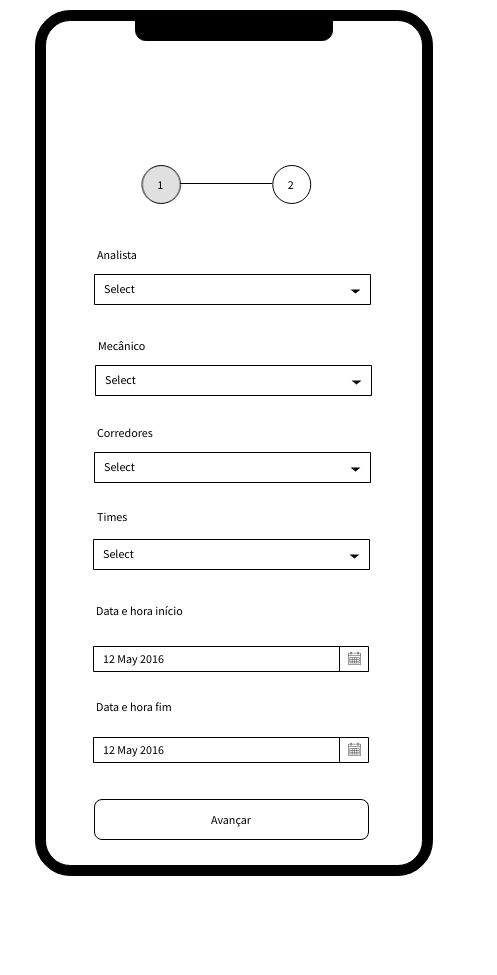 1
2
Analista
Select
Mecânico
Select
Corredores
Select
Times
Select
Data e hora início
12 May 2016
Data e hora fim
12 May 2016
Avançar